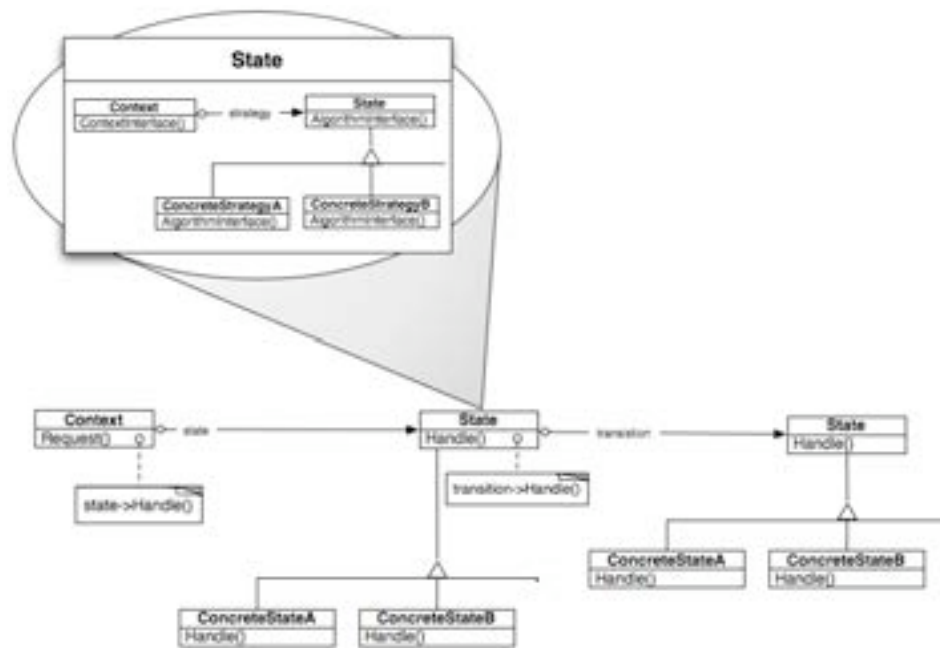 State
Context
ContextInterface()
strategy
State
AlgorithmInterface()
ConcreteStrategyA
AlgorithmInterface()
ConcreteStrategyB
AlgorithmInterface()
Context
Request()
state
State
Handle()
transition
State
Handle()
state->Handle()
transition->Handle()
ConcreteStateA
Handle()
ConcreteStateB
Handle()
ConcreteStateA
Handle()
ConcreteStateB
Handle()